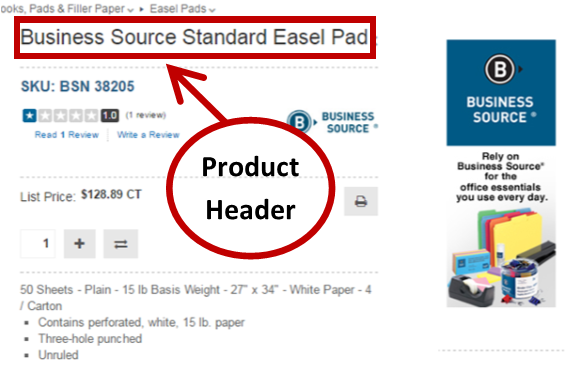 ooks, Pads & Filler Paper Easel Pads
Business Source Standard Easel Pad
SKU: BSN 38205
1.0 (1 review)
Read 1 Review Write a Review
B BUSINESS
SOURCE ®
List Price: $128.89 CT
Product
Header
1 +
50 Sheets - Plain - 15 lb Basis Weight - 27" x 34" - White Paper - 4
/ Carton
Contains perforated, white, 15 lb. paper
Three-hole punched
Unruled
B
BUSINESS
SOURCE ®
Rely on
Business Source®
for the
office essentials
you use every day.